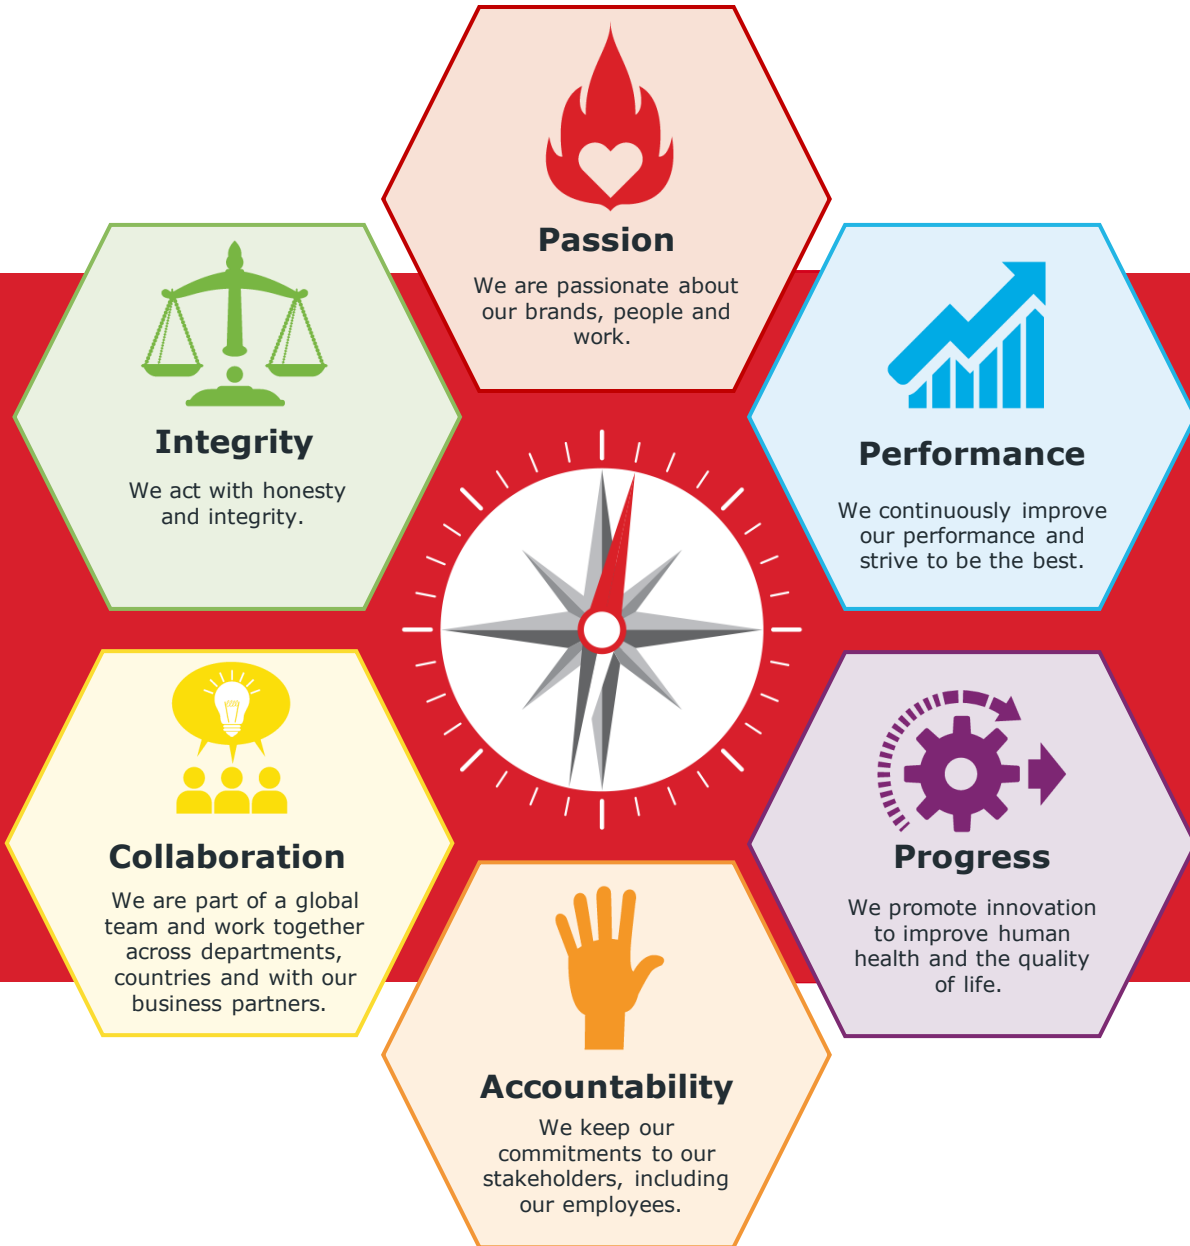 Passion
We are passionate about
our brands, people and
work.
Integrity
We act with honesty
and integrity.
Performance
We continuously improve
our performance and
strive to be the best.
Collaboration
We are part of a global
team and work together
across departments,
countries and with our
business partners.
Progress
We promote innovation
to improve human
health and the quality
of life.
Accountability
We keep our
commitments to our
stakeholders, including
our employees.